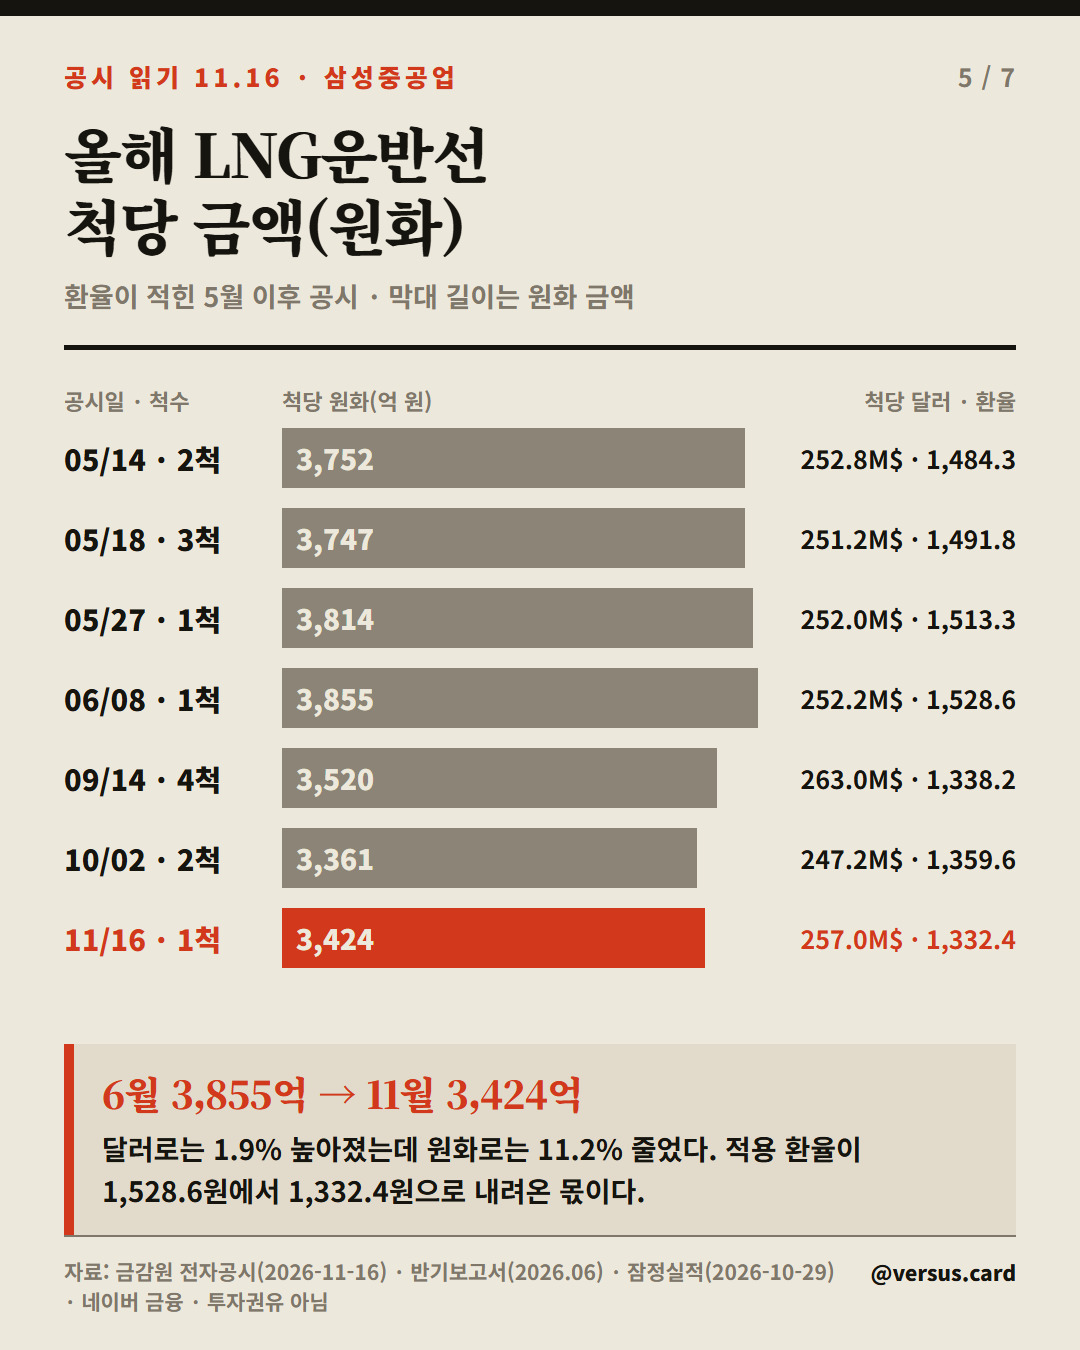 공시 읽기 11.16 · 삼성중공업
5 / 7
올해 LNG운반선
척당 금액(원화)
환율이 적힌 5월 이후 공시 · 막대 길이는 원화 금액
공시일 · 척수 척당 원화(억 원) 척당 달러 · 환율
05/14 · 2척 3,752 252.8M$ · 1,484.3
05/18 · 3척 3,747 251.2M$ · 1,491.8
05/27 · 1척 3,814 252.0M$ · 1,513.3
06/08 · 1척 3,855 252.2M$ · 1,528.6
09/14 · 4척 3,520 263.0M$ · 1,338.2
10/02 · 2척 3,361 247.2M$ · 1,359.6
11/16 · 1척 3,424 257.0M$ · 1,332.4
6월 3,855억 → 11월 3,424억
달러로는 1.9% 높아졌는데 원화로는 11.2% 줄었다. 적용 환율이
1,528.6원에서 1,332.4원으로 내려온 몫이다.
자료: 금감원 전자공시(2026-11-16) · 반기보고서(2026.06) · 잠정실적(2026-10-29)
· 네이버 금융 · 투자권유 아님
@versus.card